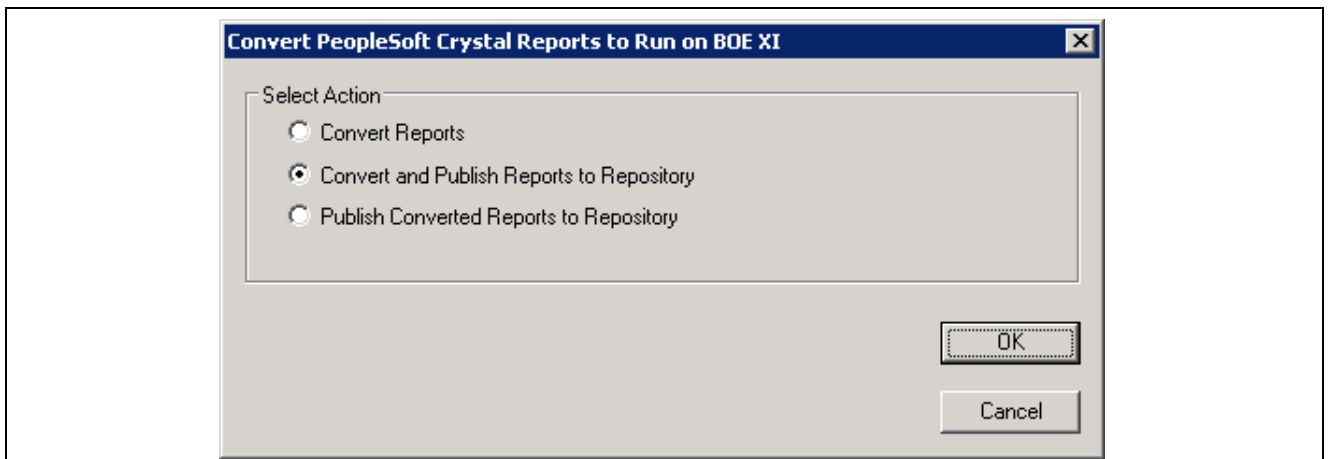 Convert PeopleSoft Crystal Reports to Run on BOE XI
Select Action
Convert Reports
Convert and Publish Reports to Repository
Publish Converted Reports to Repository
OK
Cancel